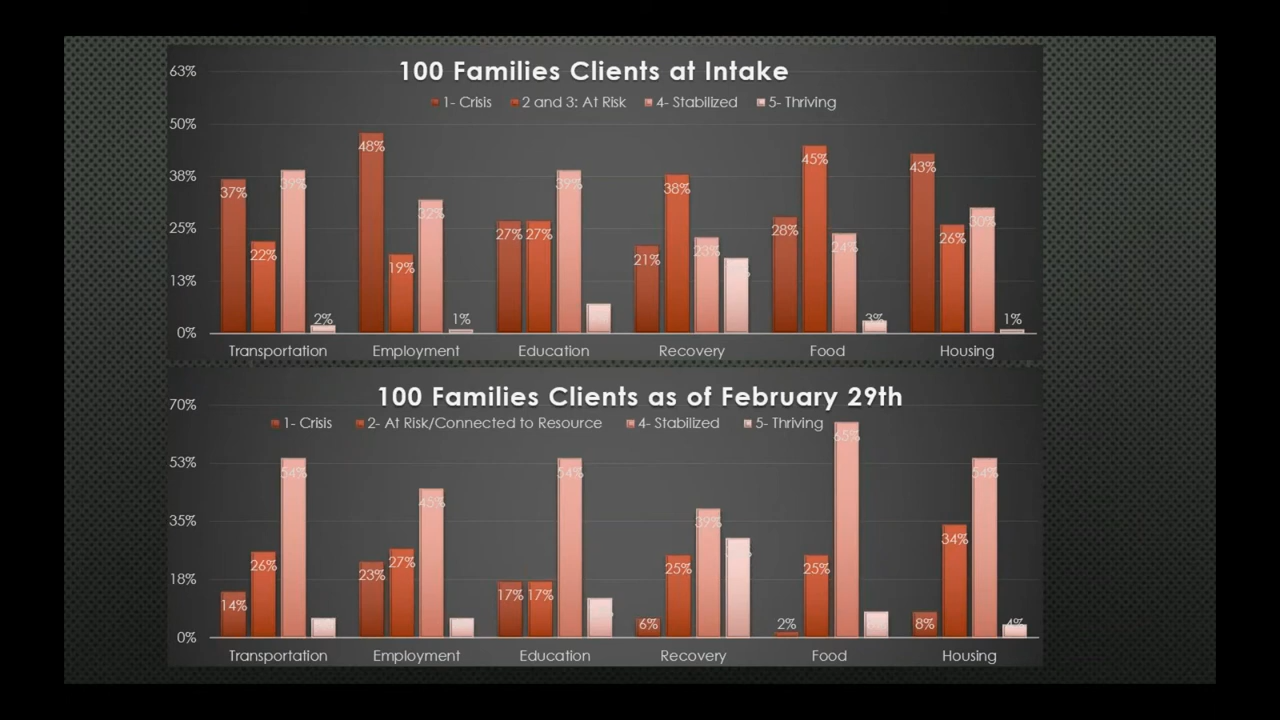 100 Families Clients at Intake
1- Crisis 2 and 3: At Risk 4- Stabilized 5- Thriving
63%
50%
38%
25%
13%
0%
37% 22% 39% 2%
48% 19% 32% 1%
27% 27% 39%
21% 38% 23%
28% 45% 24% 3%
43% 26% 30% 1%
Transportation Employment Education Recovery Food Housing
100 Families Clients as of February 29th
1- Crisis 2- At Risk/Connected to Resource 4- Stabilized 5- Thriving
70%
53%
35%
18%
0%
14% 26% 54%
23% 27% 45%
17% 17% 54%
6% 25% 39%
2% 25% 65%
8% 34% 54% 4%
Transportation Employment Education Recovery Food Housing